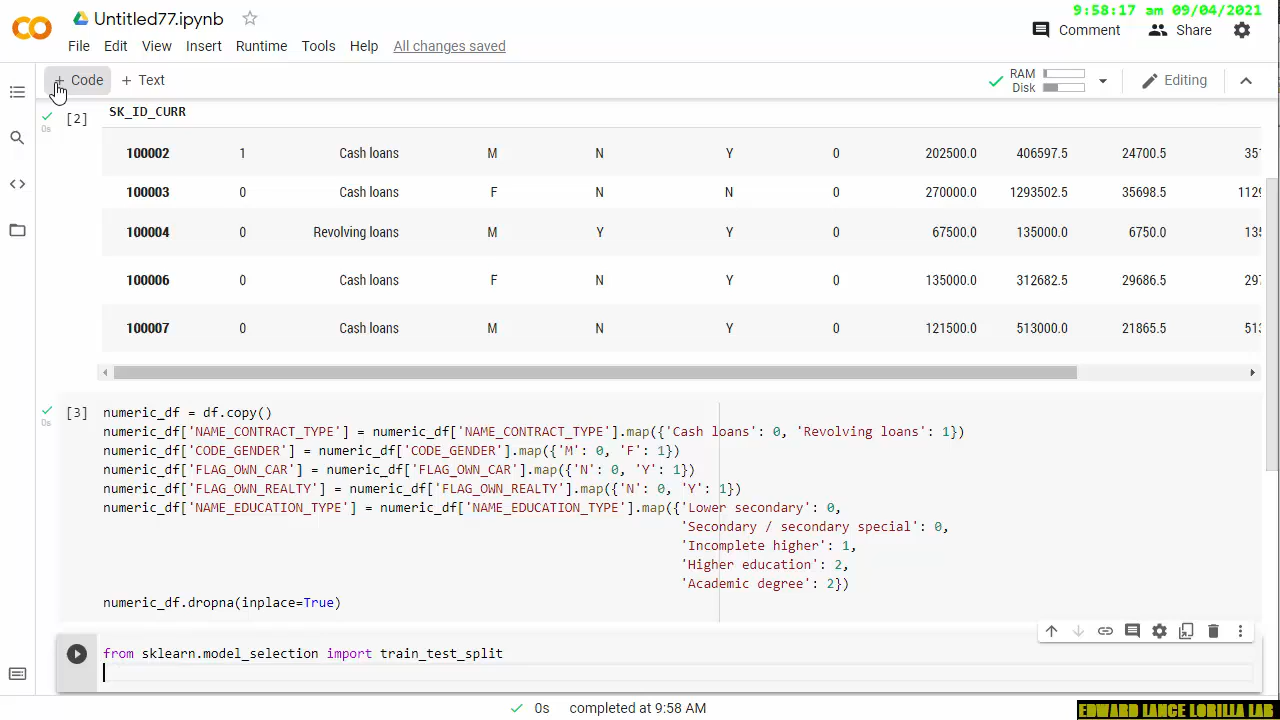 9:58:17 am 09/04/2021
Untitled77.ipynb
Comment Share
File Edit View Insert Runtime Tools Help All changes saved
+ Code + Text
RAM
Disk
Editing
[2]
SK_ID_CURR
100002 1 Cash loans M N Y 0 202500.0 406597.5 24700.5 35
100003 0 Cash loans F N N 0 270000.0 1293502.5 35698.5 1129
100004 0 Revolving loans M Y Y 0 67500.0 135000.0 6750.0 13
100006 0 Cash loans F N Y 0 135000.0 312682.5 29686.5 29
100007 0 Cash loans M N Y 0 121500.0 513000.0 21865.5 51
0s
[3] numeric_df = df.copy()
0s
numeric_df['NAME_CONTRACT_TYPE'] = numeric_df['NAME_CONTRACT_TYPE'].map({'Cash loans': 0, 'Revolving loans': 1})
numeric_df['CODE_GENDER'] = numeric_df['CODE_GENDER'].map({'M': 0, 'F': 1})
numeric_df['FLAG_OWN_CAR'] = numeric_df['FLAG_OWN_CAR'].map({'N': 0, 'Y': 1})
numeric_df['FLAG_OWN_REALTY'] = numeric_df['FLAG_OWN_REALTY'].map({'N': 0, 'Y': 1})
numeric_df['NAME_EDUCATION_TYPE'] = numeric_df['NAME_EDUCATION_TYPE'].map({'Lower secondary': 0,
'Secondary / secondary special': 0,
'Incomplete higher': 1,
'Higher education': 2,
'Academic degree': 2})
numeric_df.dropna(inplace=True)
from sklearn.model_selection import train_test_split
0s completed at 9:58 AM
EDWARD LANCE LORILLA LAB